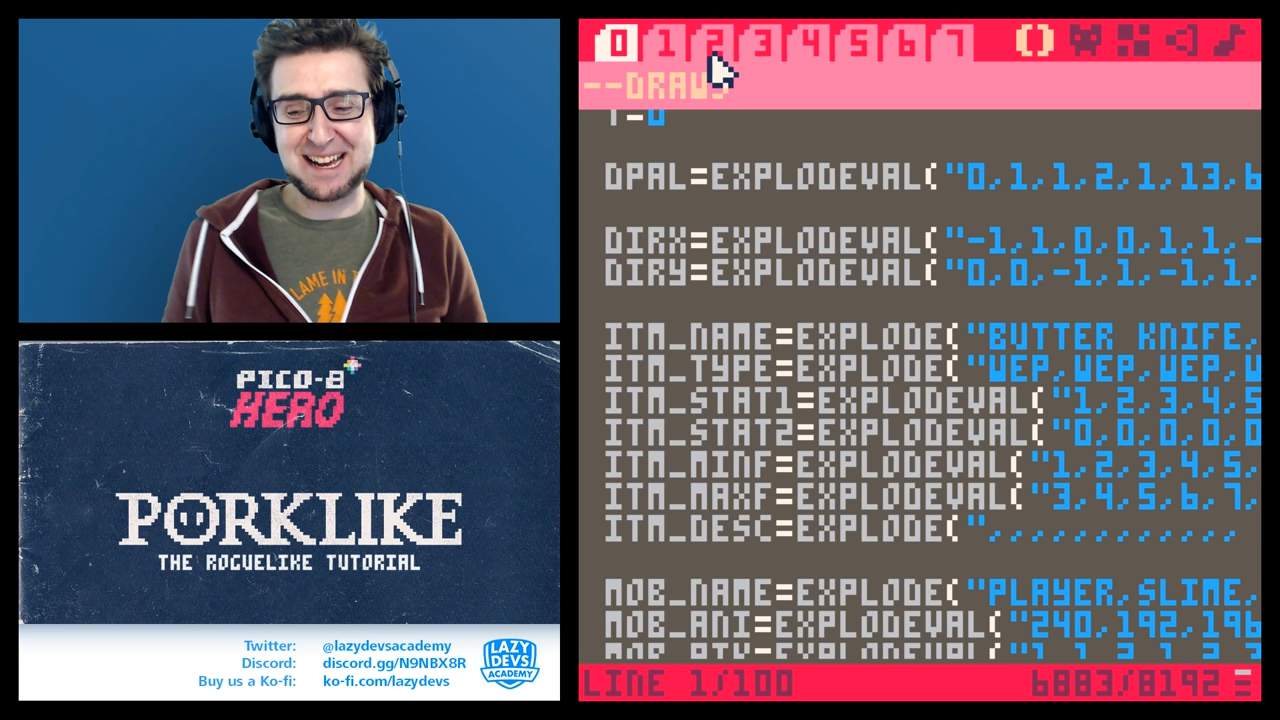 LAME IN T
PICO-8
HERO
PORKLIKE
THE ROGUELIKE TUTORIAL
Twitter: @lazydevsacademy
Discord: discord.gg/N9NBX8R
Buy us a Ko-fi: ko-fi.com/lazydevs
LAZY
DEVS
ACADEMY
0 1 2 3 4 5 6 7
--DRAWS
T=0
DPAL=EXPLODEVAL("0,1,1,2,1,13,6
DIRX=EXPLODEVAL("-1,1,0,0,1,1,-
DIRY=EXPLODEVAL("0,0,-1,1,-1,1,
ITM_NAME=EXPLODE("BUTTER KNIFE,
ITM_TYPE=EXPLODE("WEP,WEP,WEP,W
ITM_STAT1=EXPLODEVAL("1,2,3,4,5
ITM_STAT2=EXPLODEVAL("0,0,0,0,0
ITM_MINF=EXPLODEVAL("1,2,3,4,5,
ITM_MAXF=EXPLODEVAL("3,4,5,6,7,
ITM_DESC=EXPLODE(",,,,,,,,,,,,
MOB_NAME=EXPLODE("PLAYER,SLIME,
MOB_ANI=EXPLODEVAL("240,192,196
LINE 1/100 6883/8192